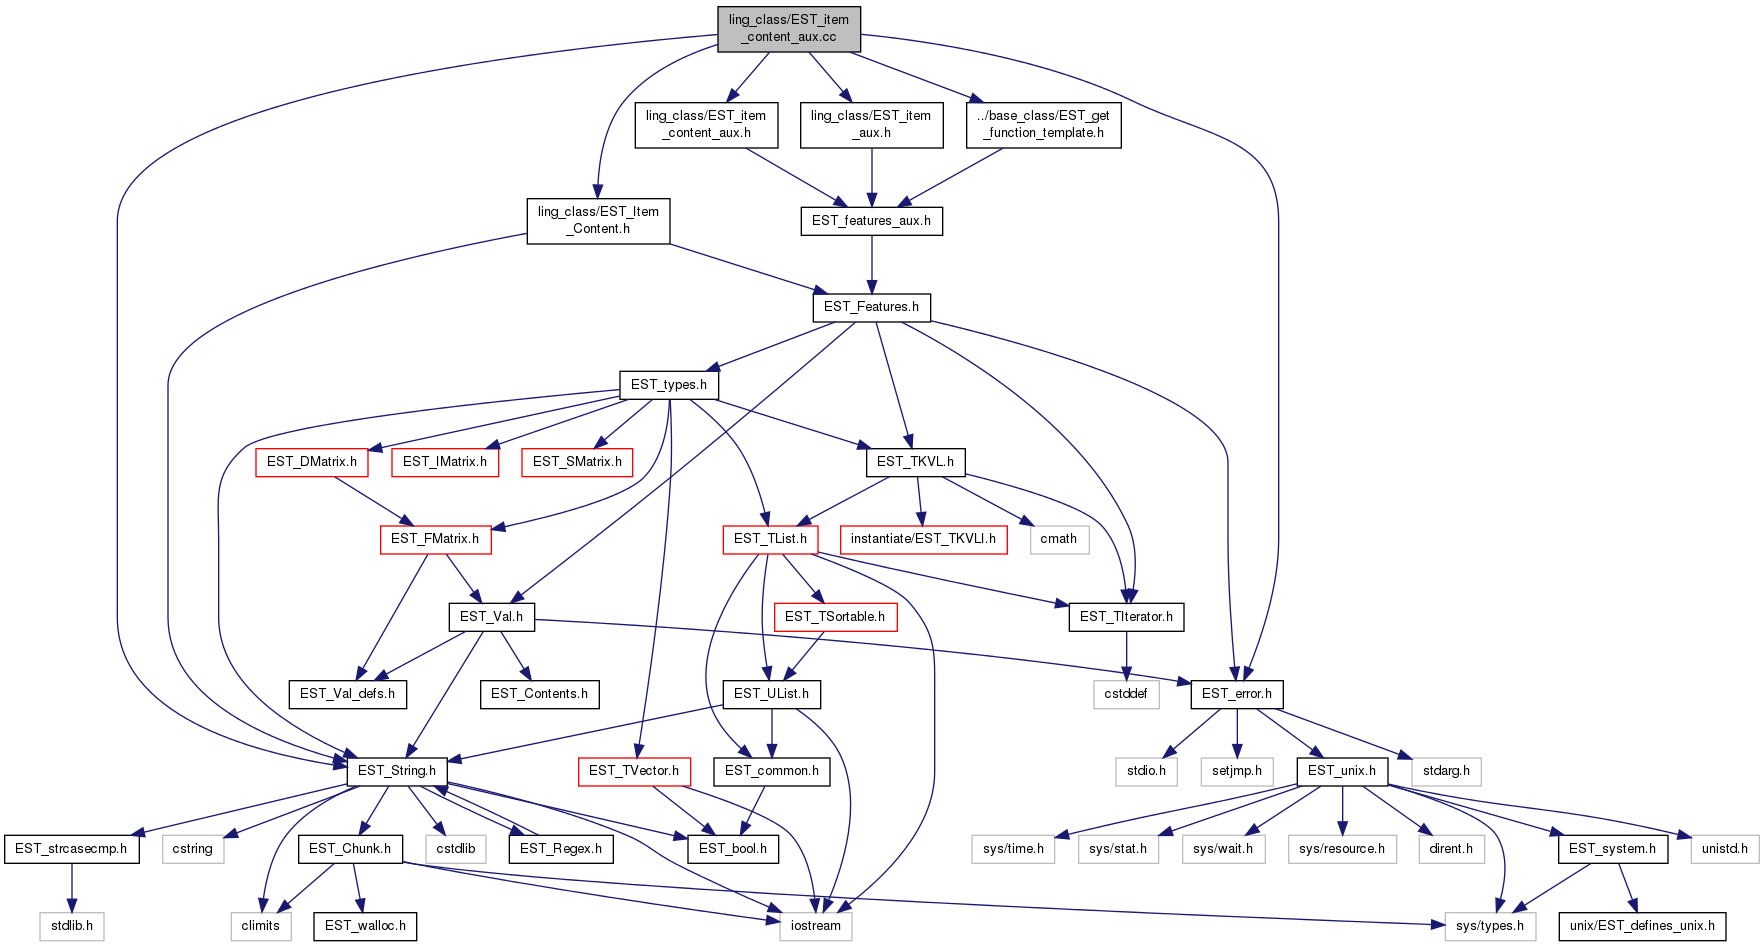 ling_class/EST_item
_content_aux.cc
ling_class/EST_item
_content_aux.h
ling_class/EST_item
_aux.h
../base_class/EST_get
_function_template.h
ling_class/EST_Item
_Content.h
EST_features_aux.h
EST_Features.h
EST_types.h
EST_DMatrix.h
EST_IMatrix.h
EST_SMatrix.h
EST_TKVL.h
EST_FMatrix.h
EST_TList.h
instantiate/EST_TKVLI.h
cmath
EST_Val.h
EST_TSortable.h
EST_TIterator.h
EST_Val_defs.h
EST_Contents.h
EST_UList.h
cstddef
EST_error.h
EST_String.h
EST_TVector.h
EST_common.h
stdio.h
setjmp.h
EST_unix.h
stdarg.h
EST_strcasecmp.h
cstring
EST_Chunk.h
cstdlib
EST_Regex.h
EST_bool.h
sys/time.h
sys/stat.h
sys/wait.h
sys/resource.h
dirent.h
EST_system.h
unistd.h
stdlib.h
climits
EST_walloc.h
iostream
sys/types.h
unix/EST_defines_unix.h